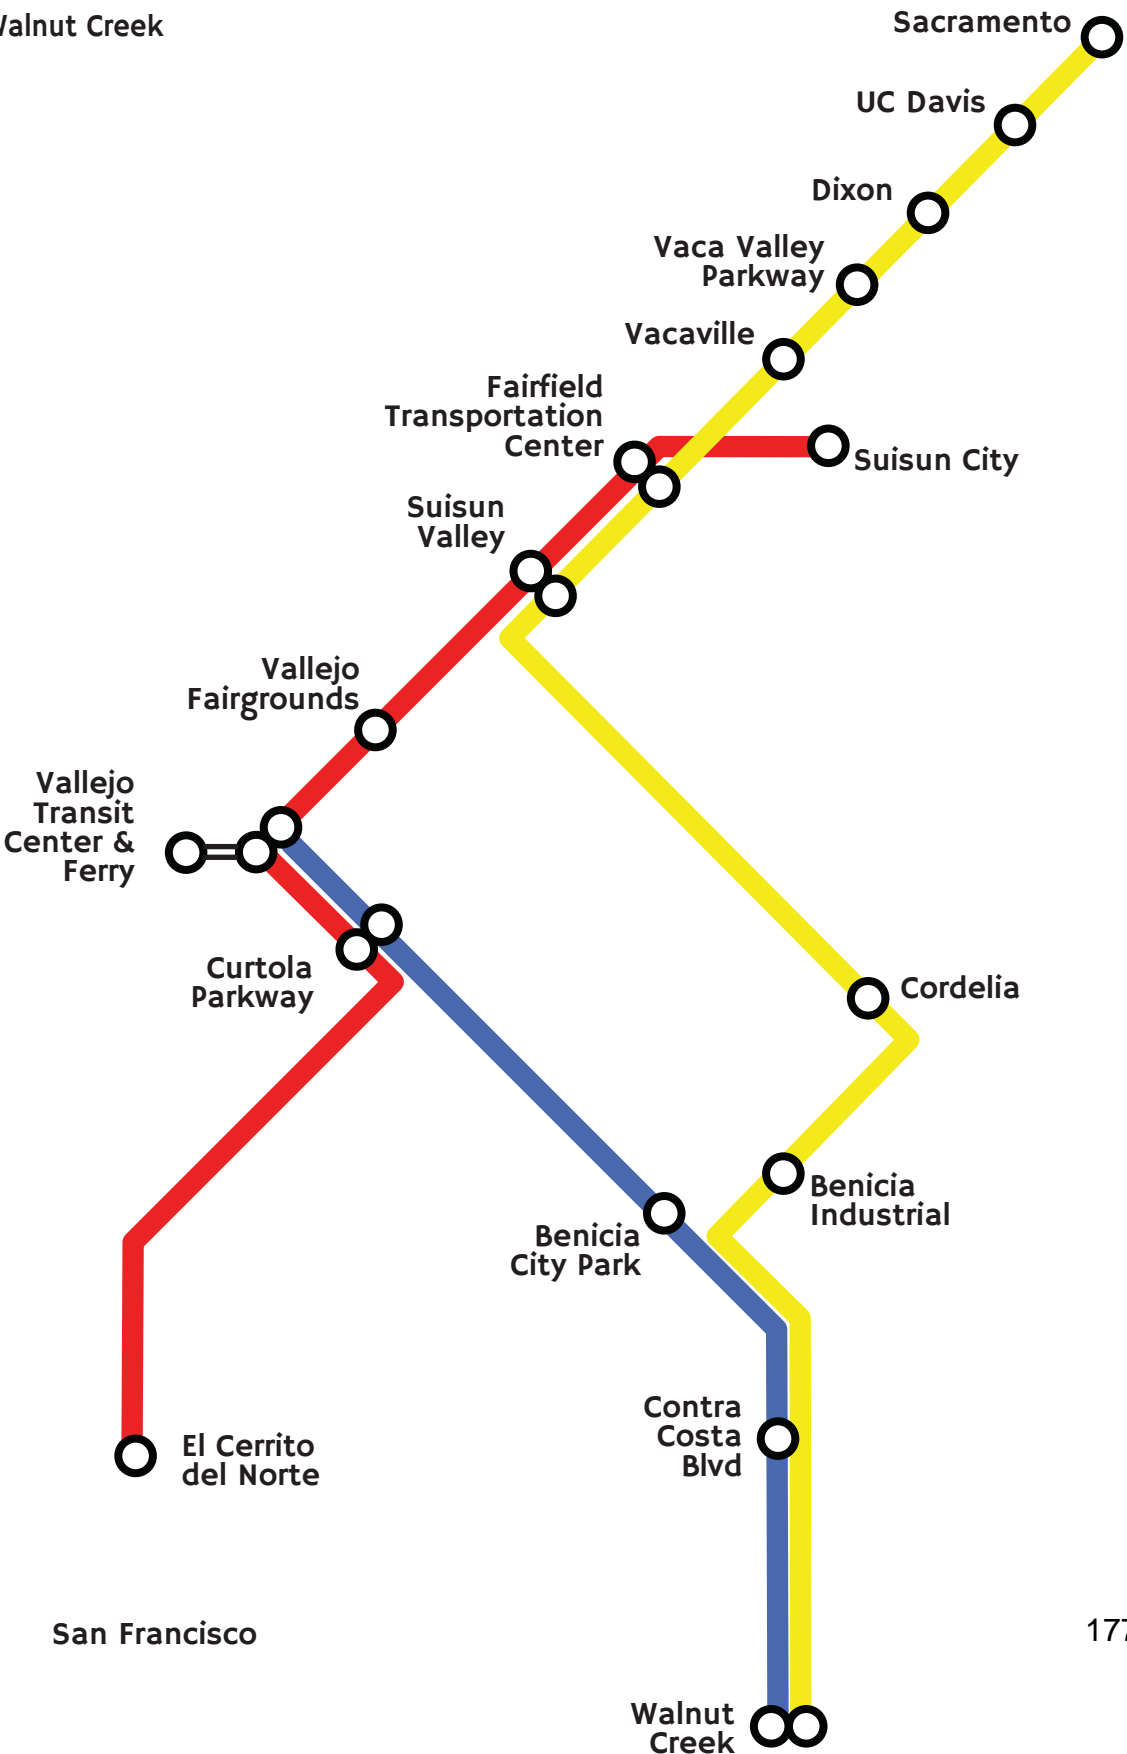 Walnut Creek
Sacramento
UC Davis
Dixon
Vaca Valley
Parkway
Vacaville
Fairfield
Transportation
Center
Suisun City
Suisun
Valley
Vallejo
Fairgrounds
Vallejo
Transit
Center &
Ferry
Curtola
Parkway
Cordelia
Benicia
Industrial
Benicia
City Park
Contra
Costa
Blvd
El Cerrito
del Norte
San Francisco
177
Walnut
Creek